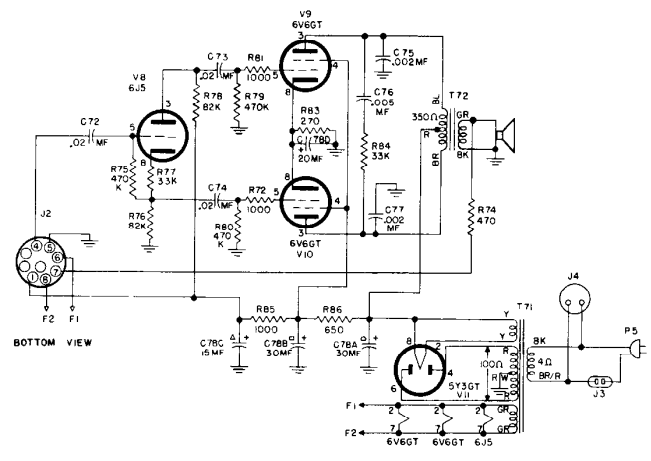 V9
6V6GT
3
4
5
8
C73
.02 MF
R81
1000
V8
6J5
3
5
8
R78
82K
R79
470K
C75
.002MF
C76
.005
MF
T72
BL
350Ω
R
BR
GR
BK
C72
.02 MF
R83
270
C78D
+
20MF
R84
33K
R75
470
K
R77
3.3K
R76
82K
C74
.02 MF
R72
1000
R80
470
K
8
5
4
3
6V6GT
V10
C77
.002
MF
R74
470
J2
4
5
6
7
1
8
F2
F1
BOTTOM VIEW
R85
1000
R86
650
C78C
15MF
+
C78B
30MF
+
C78A
30MF
+
8
2
4
6
5Y3GT
V11
Y
Y
T71
R
100Ω
R/W
R
GR
GR
BK
4Ω
BR/R
J4
P5
J3
F1
F2
2
7
6V6GT
2
7
6V6GT
2
7
6J5